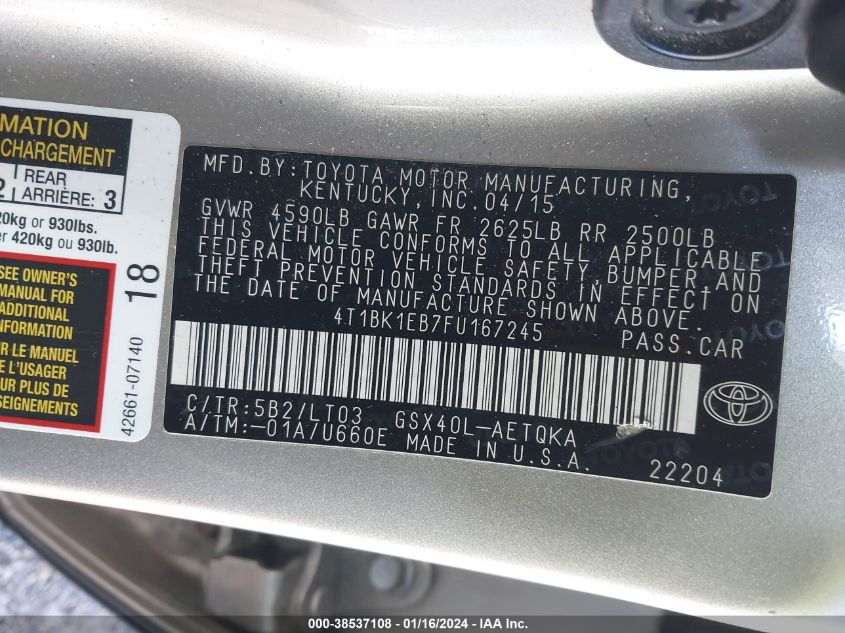 MATION
CHARGEMENT
2 REAR
ARRIÈRE: 3
20kg or 930lbs.
er 420kg ou 930lb.
SEE OWNER'S
MANUAL FOR
ADDITIONAL
INFORMATION
R LE MANUEL
L'USAGER
UR PLUS DE
SEIGNEMENTS
18
42661-07140
MFD.BY:TOYOTA MOTOR MANUFACTURING,
KENTUCKY, INC.04/15
GVWR 4590LB GAWR FR 2625LB RR 2500LB
THIS VEHICLE CONFORMS TO ALL APPLICABLE
FEDERAL MOTOR VEHICLE SAFETY,BUMPER,AND
THEFT PREVENTION STANDARDS IN EFFECT ON
THE DATE OF MANUFACTURE SHOWN ABOVE.
4T1BK1EB7FU167245 PASS.CAR
C/TR:5B2/LT03 GSX40L-AETQKA
A/TM:-01A/U660E MADE IN U.S.A.
22204
000-38537108 - 01/16/2024 - IAA Inc.